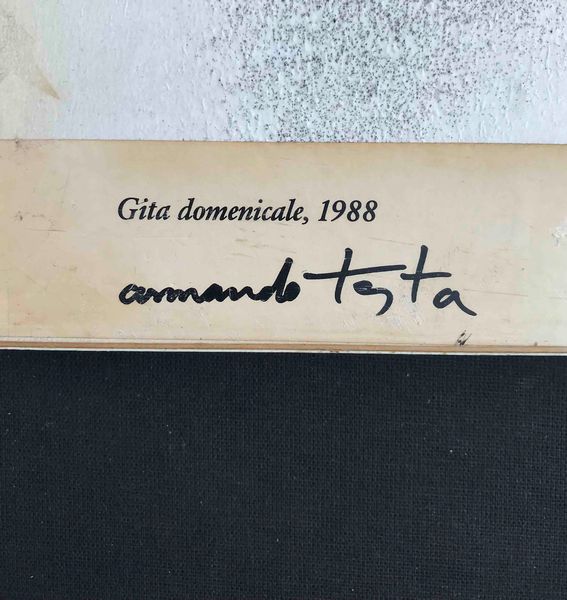 Gita domenicale, 1988
armando testa